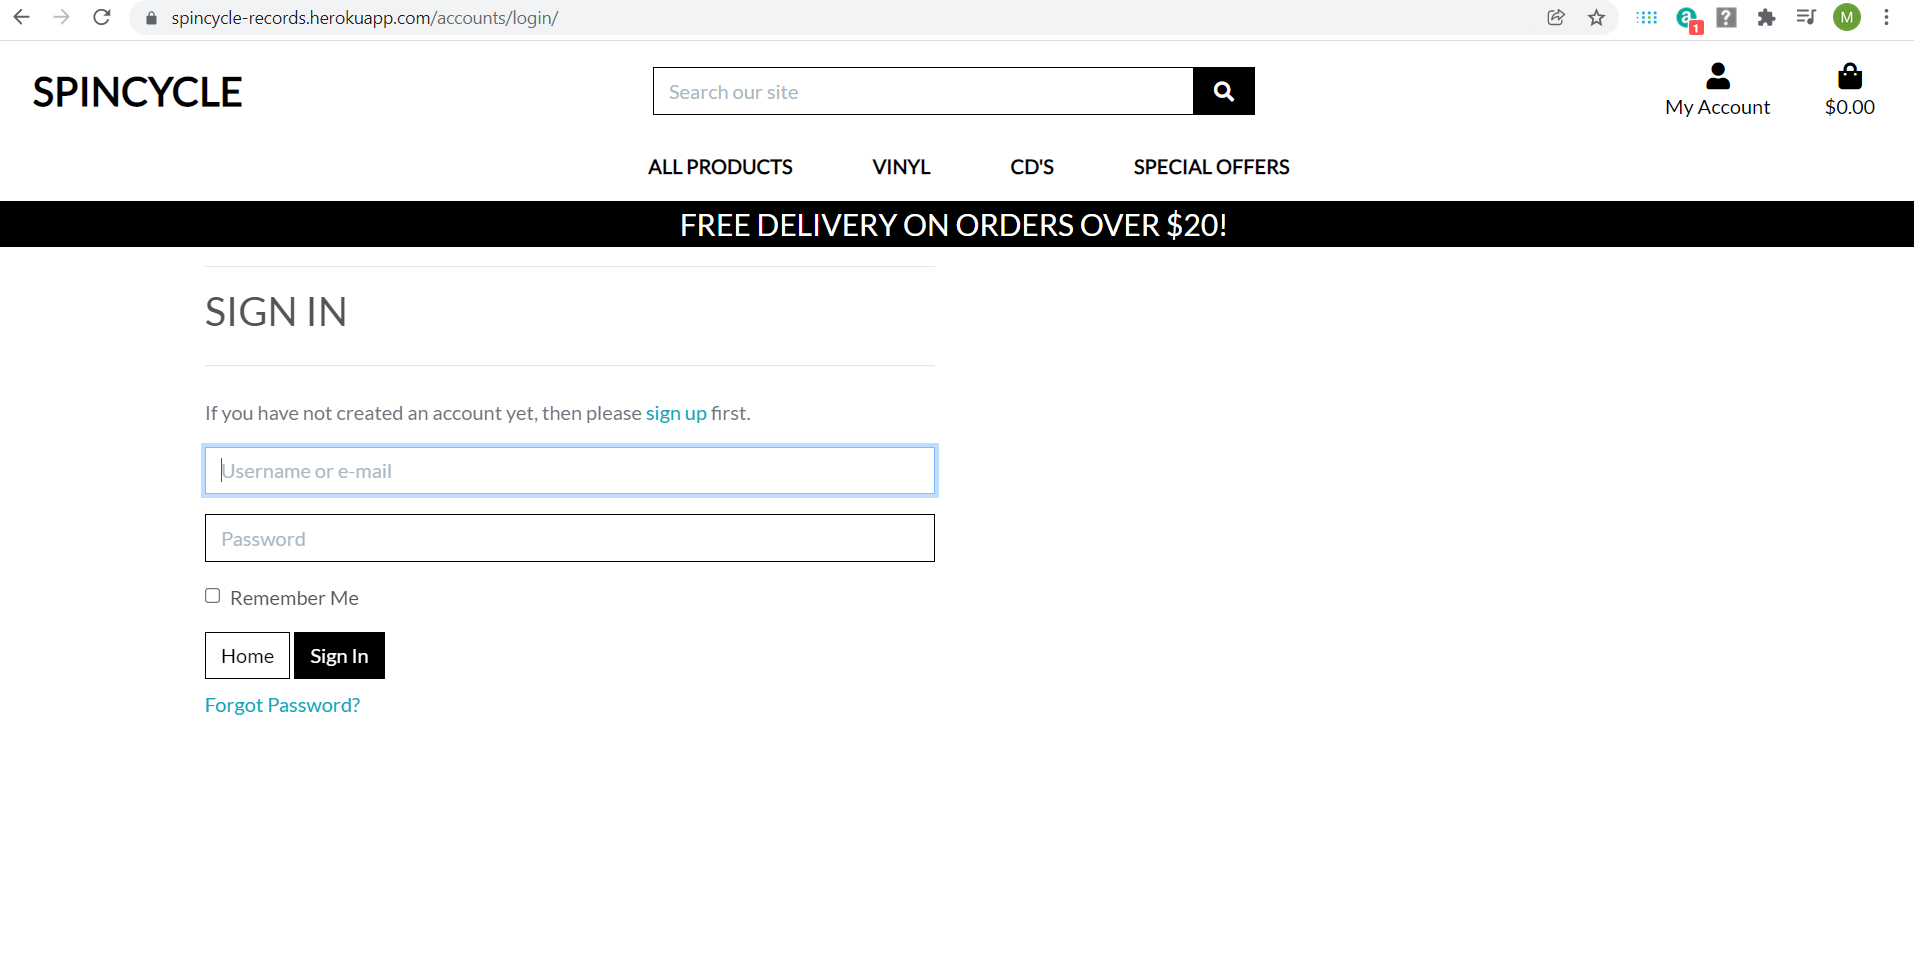 spincycle-records.herokuapp.com/accounts/login/
1
?
M
SPINCYCLE
Search our site
My Account
$0.00
ALL PRODUCTS
VINYL
CD'S
SPECIAL OFFERS
FREE DELIVERY ON ORDERS OVER $20!
SIGN IN
If you have not created an account yet, then please sign up first.
Username or e-mail
Password
Remember Me
Home
Sign In
Forgot Password?